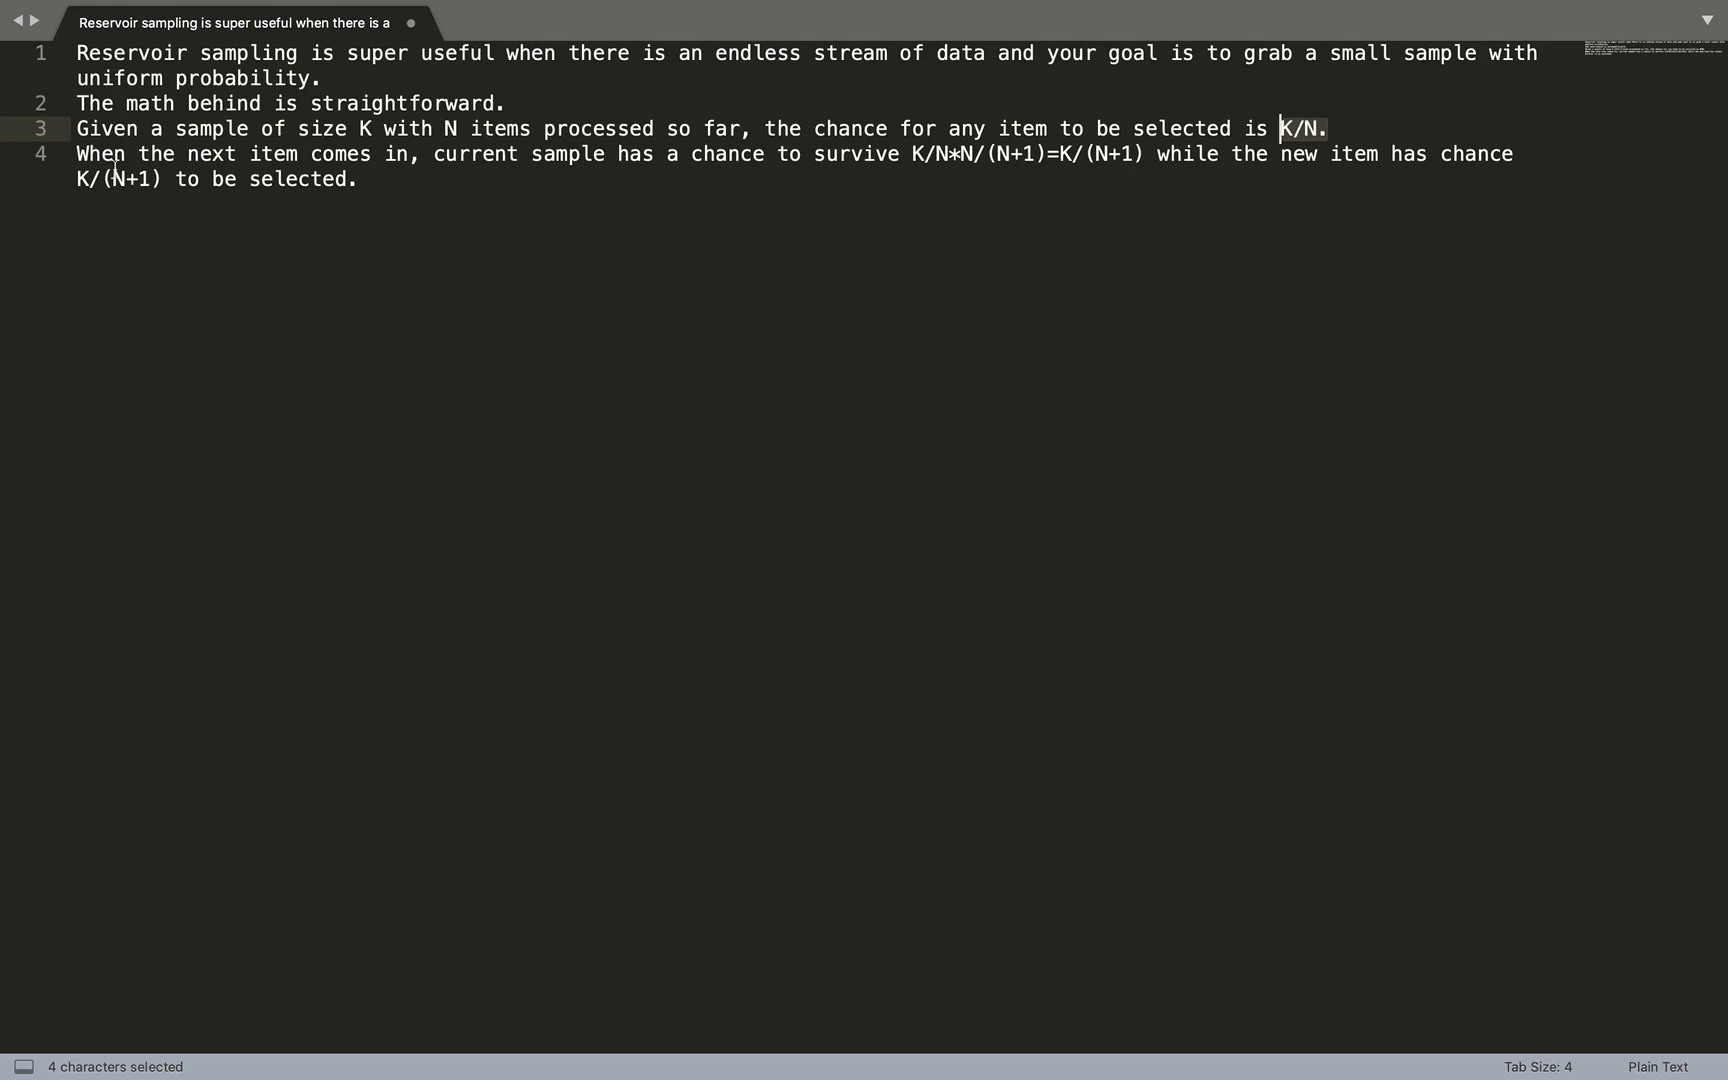 Reservoir sampling is super useful when there is a
1 Reservoir sampling is super useful when there is an endless stream of data and your goal is to grab a small sample with
uniform probability.
2 The math behind is straightforward.
3 Given a sample of size K with N items processed so far, the chance for any item to be selected is K/N.
4 When the next item comes in, current sample has a chance to survive K/N*N/(N+1)=K/(N+1) while the new item has chance
K/(N+1) to be selected.
4 characters selected
Tab Size: 4
Plain Text